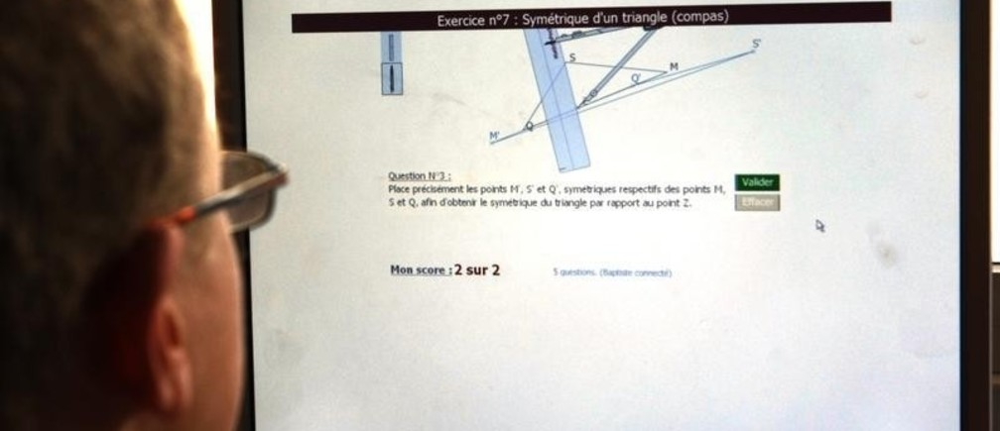 Exercice n°7 : Symétrique d'un triangle (compas)
S'
S
M
Q'
Q
M'
Question N°3 :
Place précisément les points M', S' et Q', symétriques respectifs des points M,
S et Q, afin d'obtenir le symétrique du triangle par rapport au point Z.
Valider
Effacer
Mon score : 2 sur 2
5 questions. (Baptiste connecté)